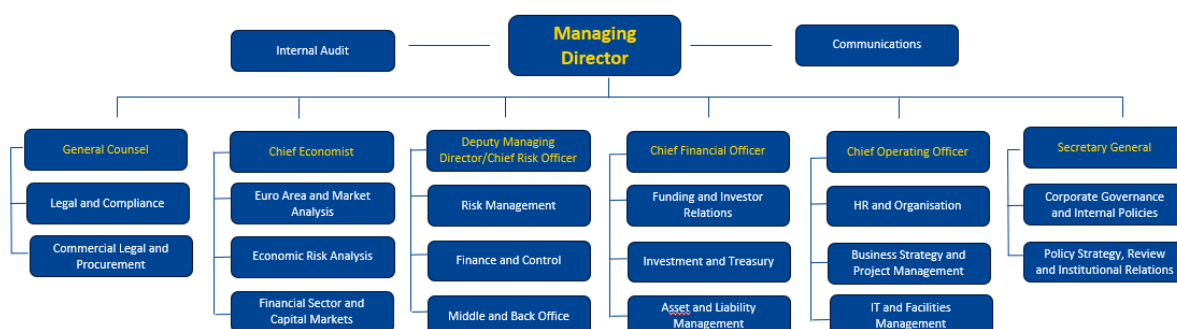 Internal Audit
Managing
Director
Communications
General Counsel
Legal and Compliance
Commercial Legal and
Procurement
Chief Economist
Euro Area and Market
Analysis
Economic Risk Analysis
Financial Sector and
Capital Markets
Deputy Managing
Director/Chief Risk Officer
Risk Management
Finance and Control
Middle and Back Office
Chief Financial Officer
Funding and Investor
Relations
Investment and Treasury
Asset and Liability
Management
Chief Operating Officer
HR and Organisation
Business Strategy and
Project Management
IT and Facilities
Management
Secretary General
Corporate Governance
and Internal Policies
Policy Strategy, Review
and Institutional Relations